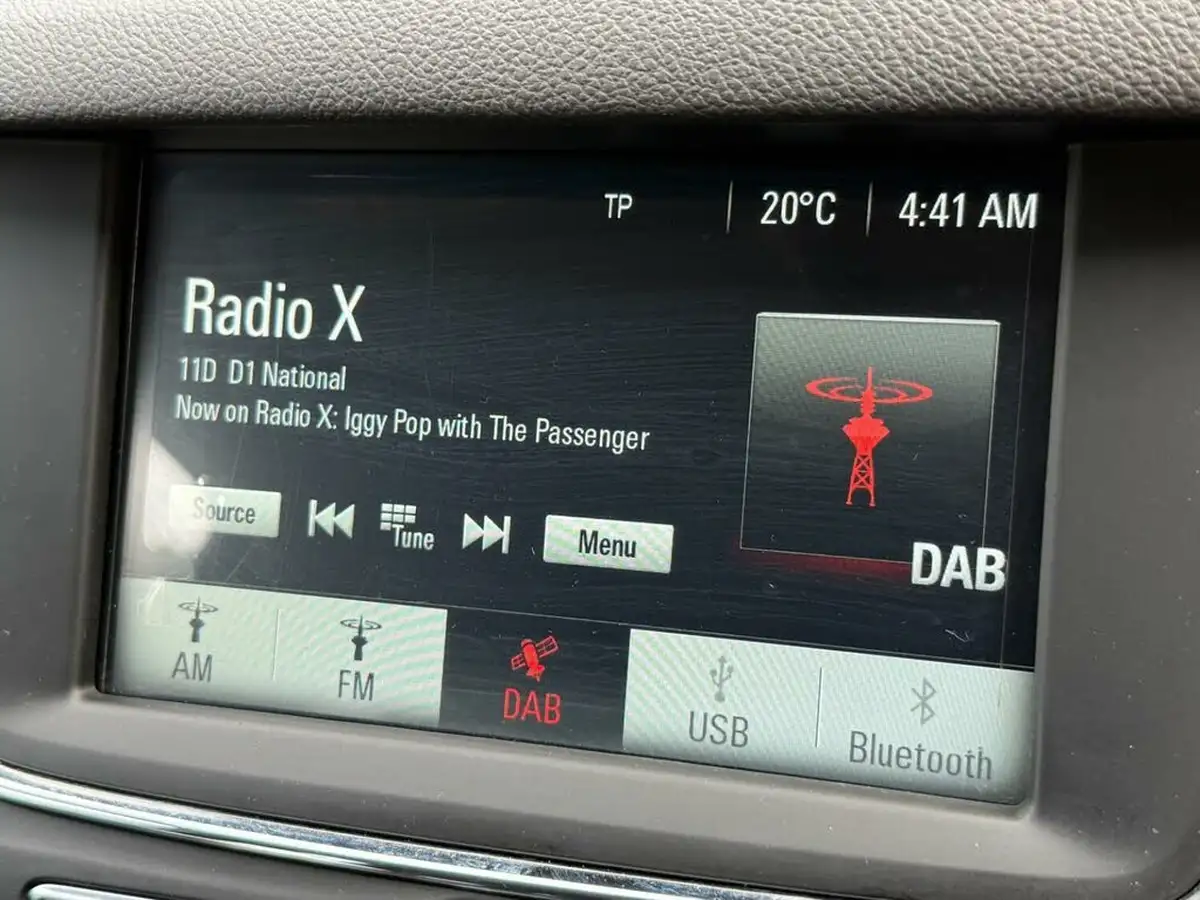 TP 20°C 4:41 AM
Radio X
11D D1 National
Now on Radio X: Iggy Pop with The Passenger
Source Tune Menu
DAB
AM FM DAB USB Bluetooth